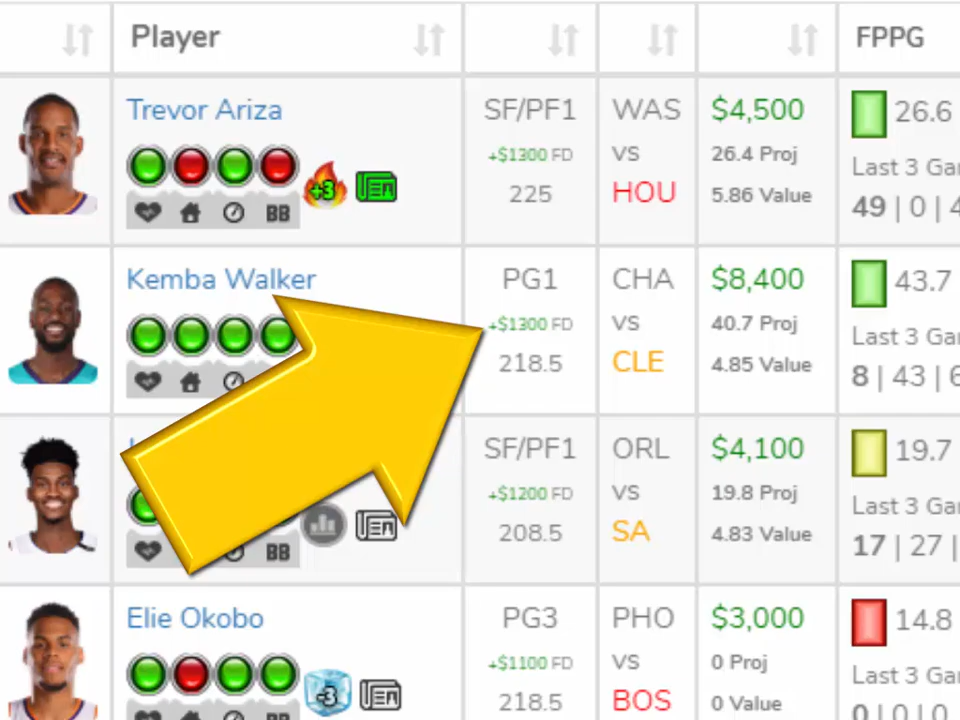 Player FPPG
Trevor Ariza SF/PF1 WAS $4,500 26.6
+$1300 FD VS 26.4 Proj Last 3
+3 225 HOU 5.86 Value 49 | 0 |
BB
Kemba Walker PG1 CHA $8,400 43.7
+$1300 FD VS 40.7 Proj Last 3
218.5 CLE 4.85 Value 8 | 43 |
SF/PF1 ORL $4,100 19.7
+$1200 FD VS 19.8 Proj Last 3
208.5 SA 4.83 Value 17 | 27 |
BB
Elie Okobo PG3 PHO $3,000 14.8
+$1100 FD VS 0 Proj Last 3
-3 218.5 BOS 0 Value 0 | 0 | 0
BB